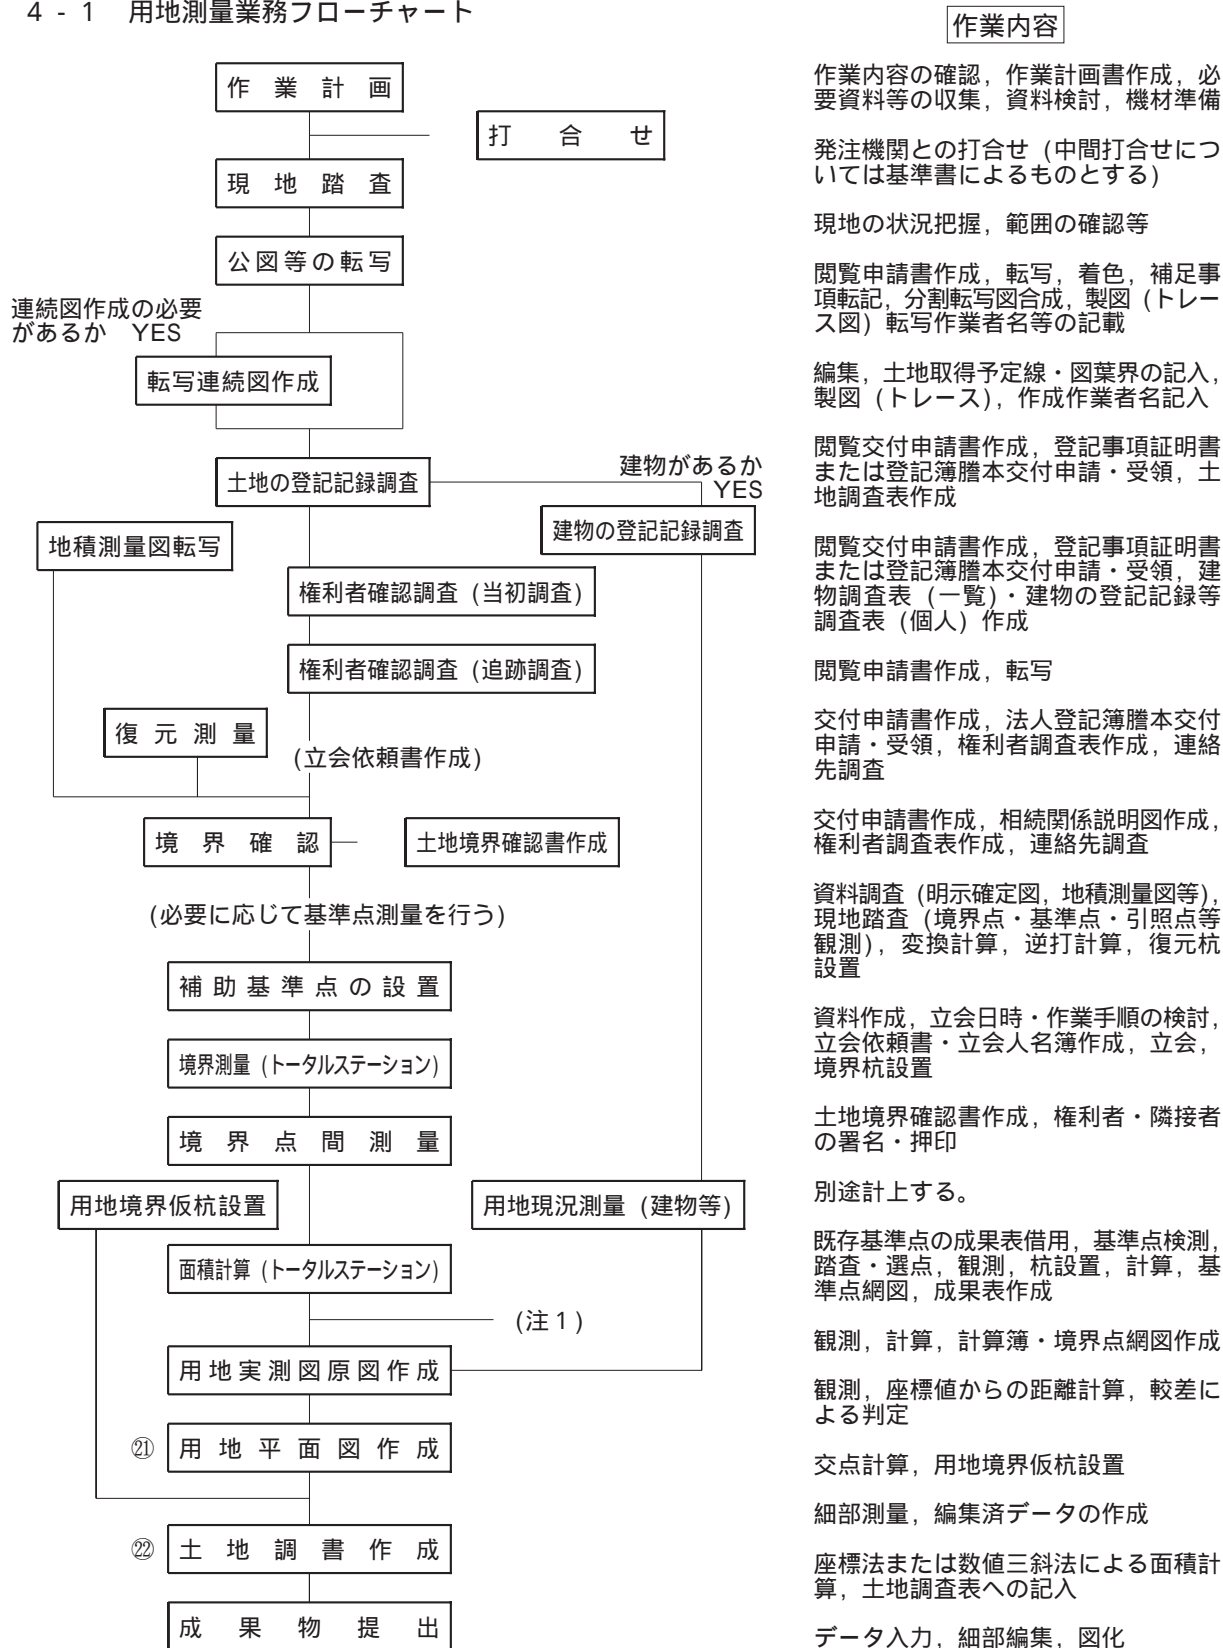 ４－１　用地測量業務フローチャート
作業計画
打合せ
現地踏査
公図等の転写
連続図作成の必要
があるか　YES
転写連続図作成
土地の登記記録調査
建物があるか
YES
建物の登記記録調査
地積測量図転写
権利者確認調査（当初調査）
権利者確認調査（追跡調査）
復元測量
（立会依頼書作成）
境界確認
土地境界確認書作成
（必要に応じて基準点測量を行う）
補助基準点の設置
境界測量（トータルステーション）
境界点間測量
用地境界仮杭設置
用地現況測量（建物等）
面積計算（トータルステーション）
（注１）
用地実測図原図作成
㉑ 用地平面図作成
㉒ 土地調書作成
成果物提出
作業内容
作業内容の確認，作業計画書作成，必
要資料等の収集，資料検討，機材準備
発注機関との打合せ（中間打合せにつ
いては基準書によるものとする）
現地の状況把握，範囲の確認等
閲覧申請書作成，転写，着色，補足事
項転記，分割転写図合成，製図（トレー
ス図）転写作業者名等の記載
編集，土地取得予定線・図葉界の記入，
製図（トレース），作成作業者名記入
閲覧交付申請書作成，登記事項証明書
または登記簿謄本交付申請・受領，土
地調査表作成
閲覧交付申請書作成，登記事項証明書
または登記簿謄本交付申請・受領，建
物調査表（一覧）・建物の登記記録等
調査表（個人）作成
閲覧申請書作成，転写
交付申請書作成，法人登記簿謄本交付
申請・受領，権利者調査表作成，連絡
先調査
交付申請書作成，相続関係説明図作成，
権利者調査表作成，連絡先調査
資料調査（明示確定図，地積測量図等），
現地踏査（境界点・基準点・引照点等
観測），変換計算，逆打計算，復元杭
設置
資料作成，立会日時・作業手順の検討，
立会依頼書・立会人名簿作成，立会，
境界杭設置
土地境界確認書作成，権利者・隣接者
の署名・押印
別途計上する。
既存基準点の成果表借用，基準点検測，
踏査・選点，観測，杭設置，計算，基
準点網図，成果表作成
観測，計算，計算簿・境界点網図作成
観測，座標値からの距離計算，較差に
よる判定
交点計算，用地境界仮杭設置
細部測量，編集済データの作成
座標法または数値三斜法による面積計
算，土地調査表への記入
データ入力，細部編集，図化